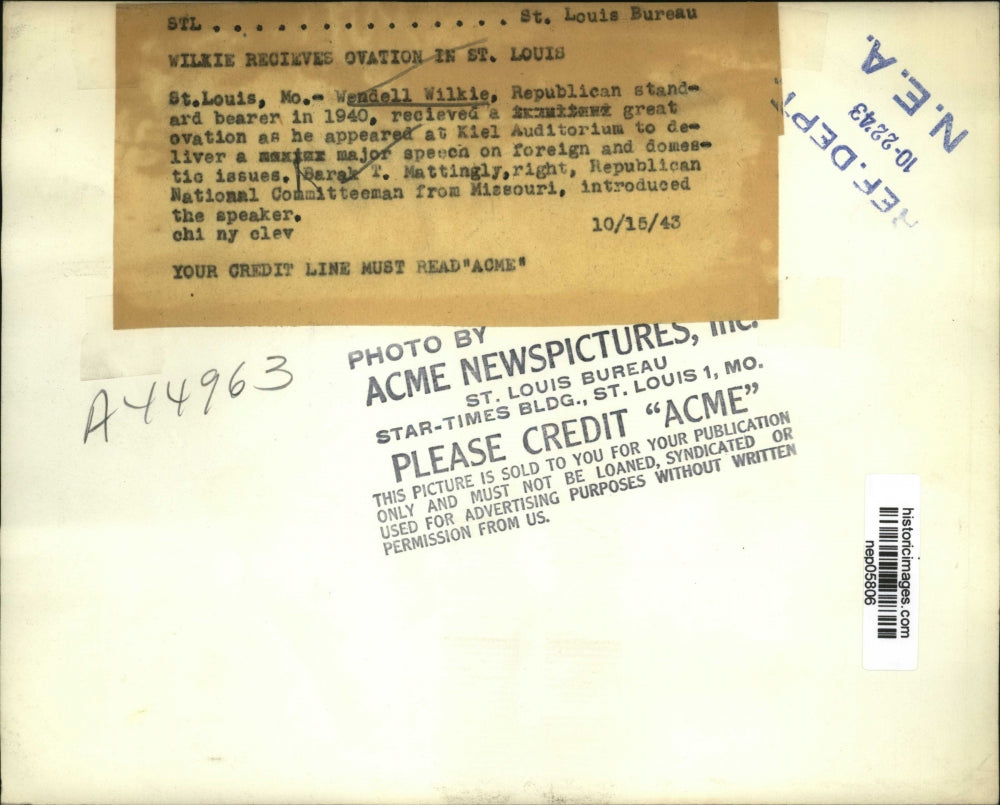 STL . . . . . . . . . . . . . . . . St. Louis Bureau
WILKIE RECIEVES OVATION IN ST. LOUIS
St.Louis, Mo.- Wendell Wilkie, Republican stand-
ard bearer in 1940, recieved a great
ovation as he appeared at Kiel Auditorium to de-
liver a major speech on foreign and domes-
tic issues. Barak T. Mattingly,right, Republican
National Committeeman from Missouri, introduced
the speaker.
chi ny clev 10/15/43
YOUR CREDIT LINE MUST READ"ACME"
REF. DEPT
10-22-43
N.E.A.
A44963
PHOTO BY
ACME NEWSPICTURES, Inc.
ST. LOUIS BUREAU
STAR-TIMES BLDG., ST. LOUIS 1, MO.
PLEASE CREDIT "ACME"
THIS PICTURE IS SOLD TO YOU FOR YOUR PUBLICATION
ONLY AND MUST NOT BE LOANED, SYNDICATED OR
USED FOR ADVERTISING PURPOSES WITHOUT WRITTEN
PERMISSION FROM US.
historicimages.com
nep05806